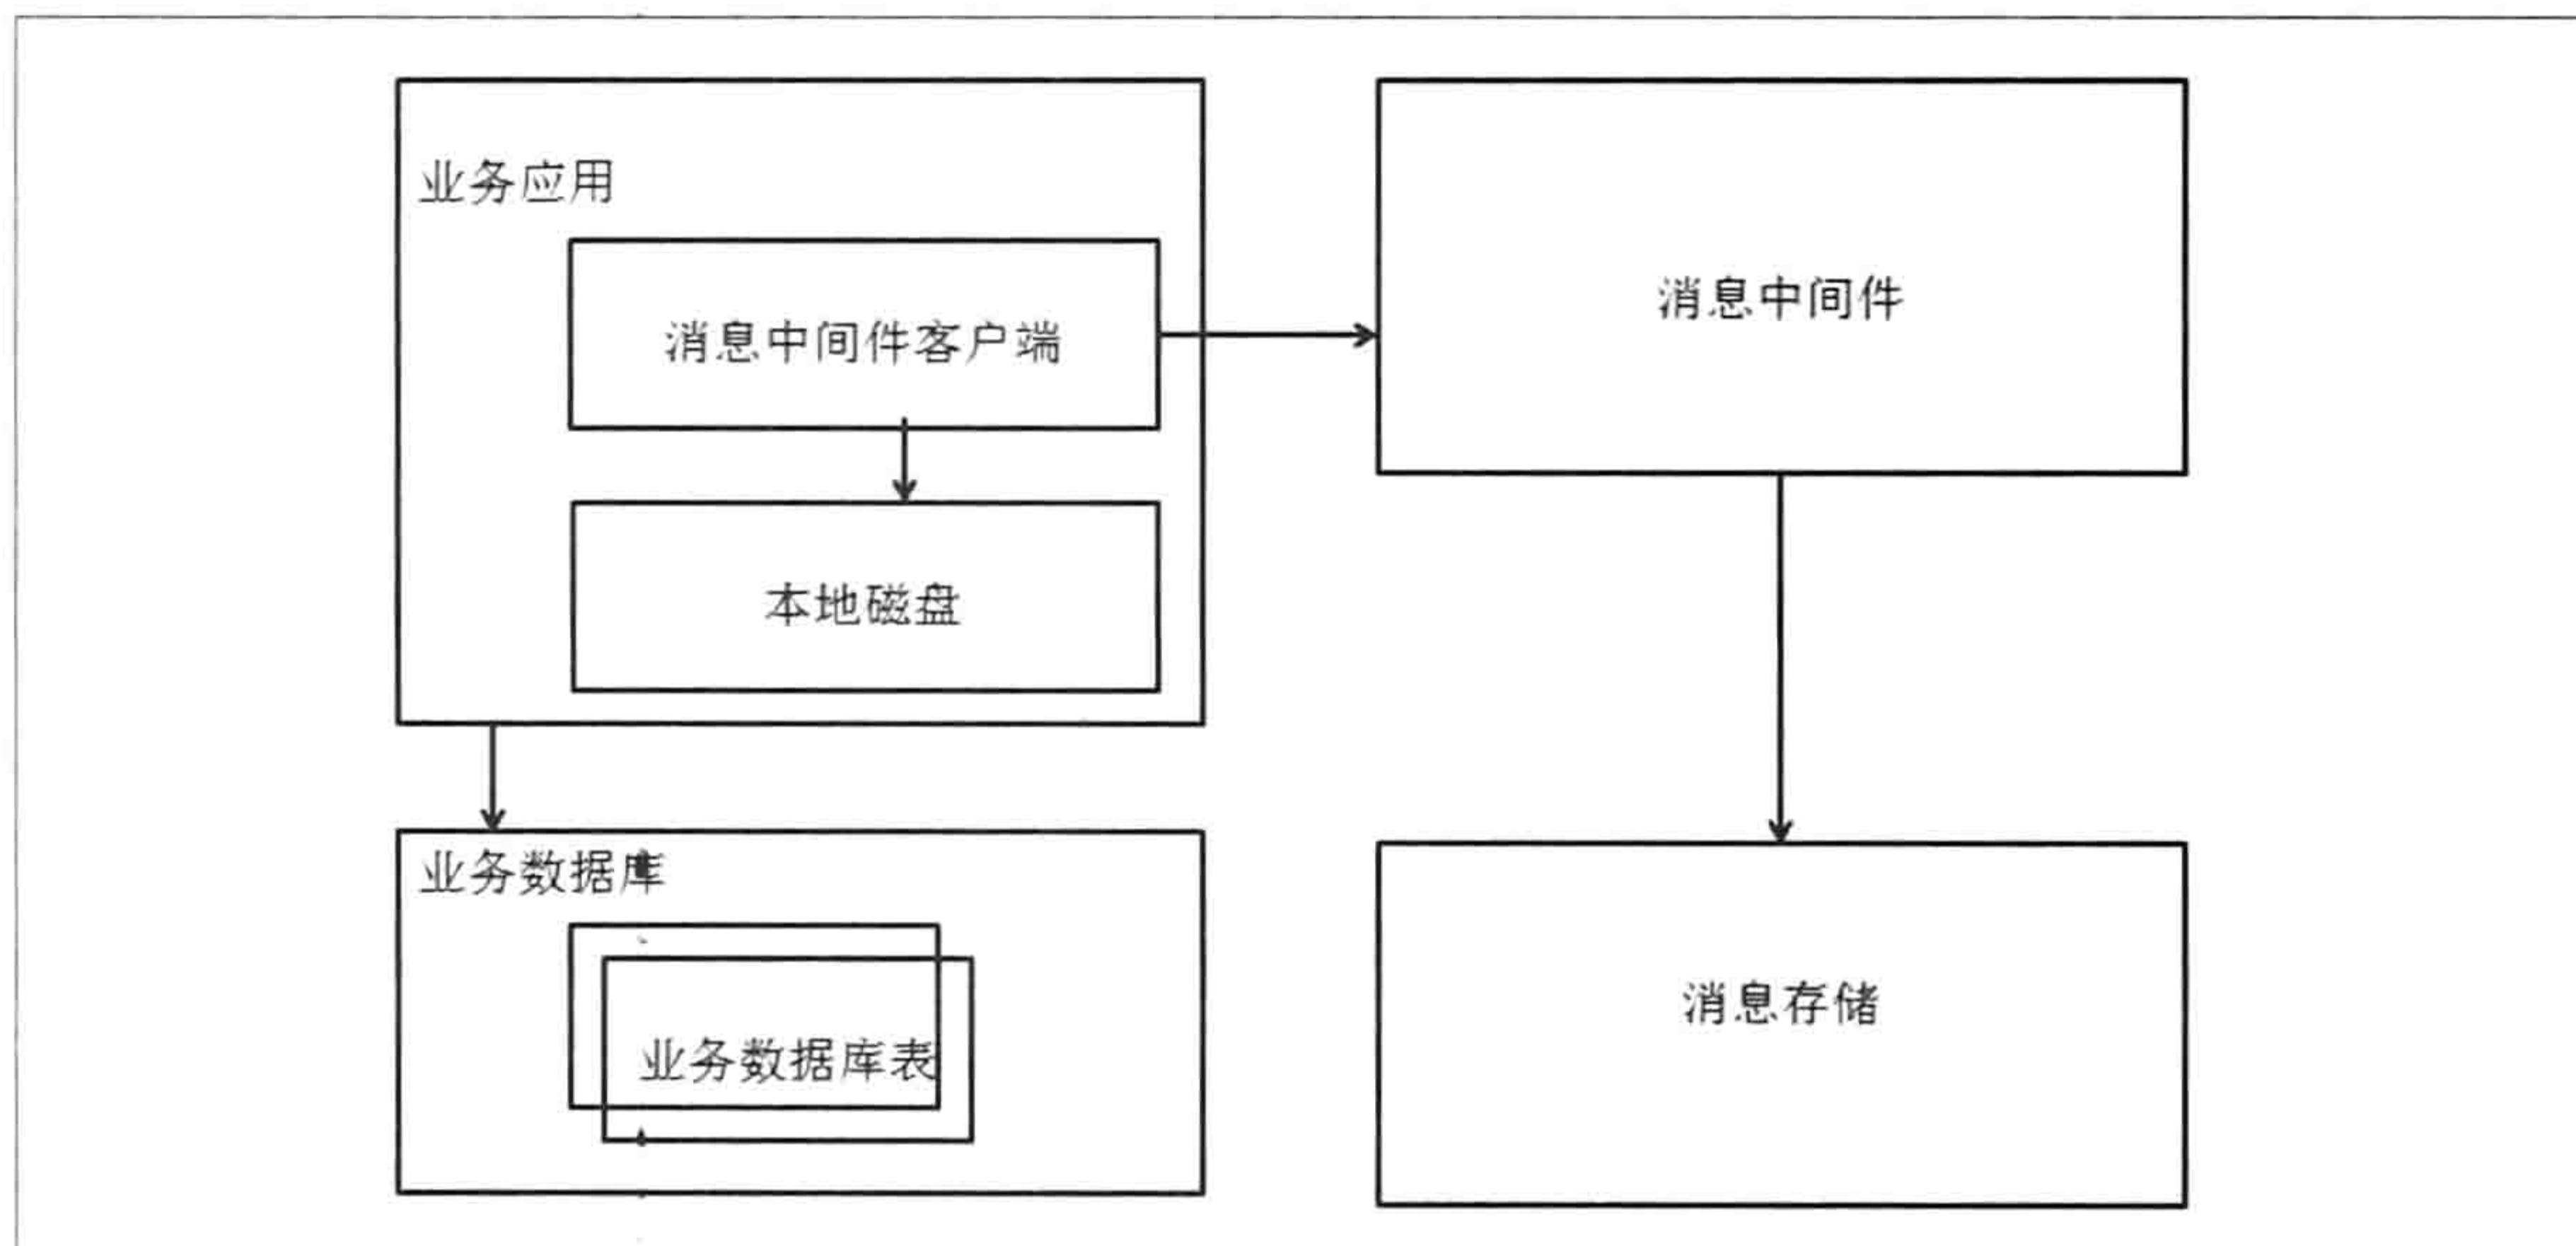 业务应用
消息中间件客户端
本地磁盘
消息中间件
业务数据库
业务数据库表
消息存储